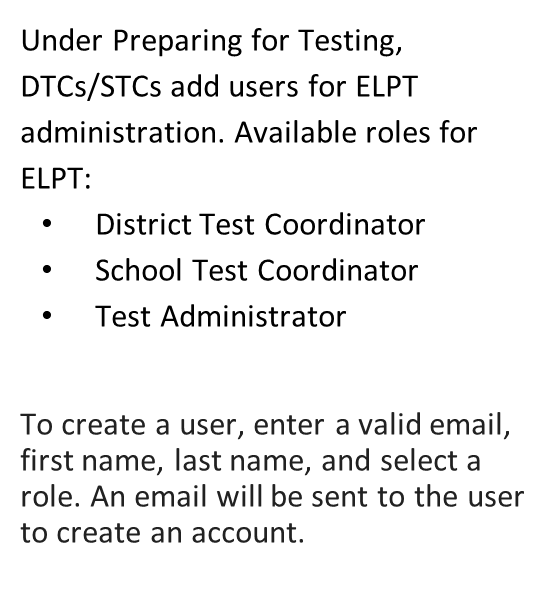 Under Preparing for Testing,
DTCs/STCs add users for ELPT
administration. Available roles for
ELPT:
• District Test Coordinator
• School Test Coordinator
• Test Administrator
To create a user, enter a valid email,
first name, last name, and select a
role. An email will be sent to the user
to create an account.